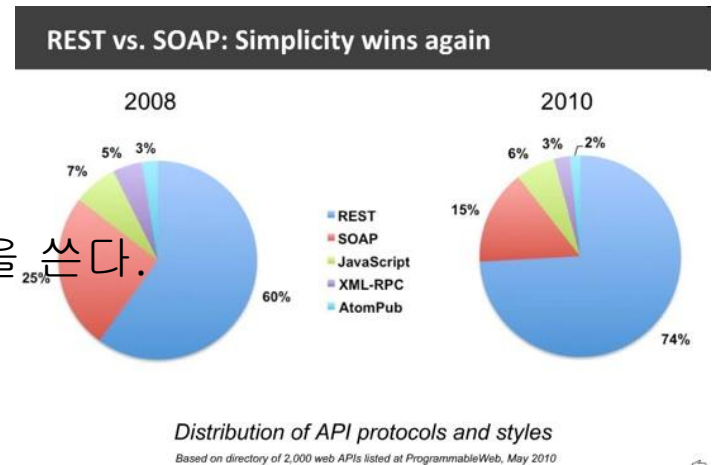 REST vs. SOAP: Simplicity wins again
2008
2010
5% 3%
7%
25%
60%
을 쓴다.
REST
SOAP
JavaScript
XML-RPC
AtomPub
6% 3% 2%
15%
74%
Distribution of API protocols and styles
Based on directory of 2,000 web APIs listed at ProgrammableWeb, May 2010